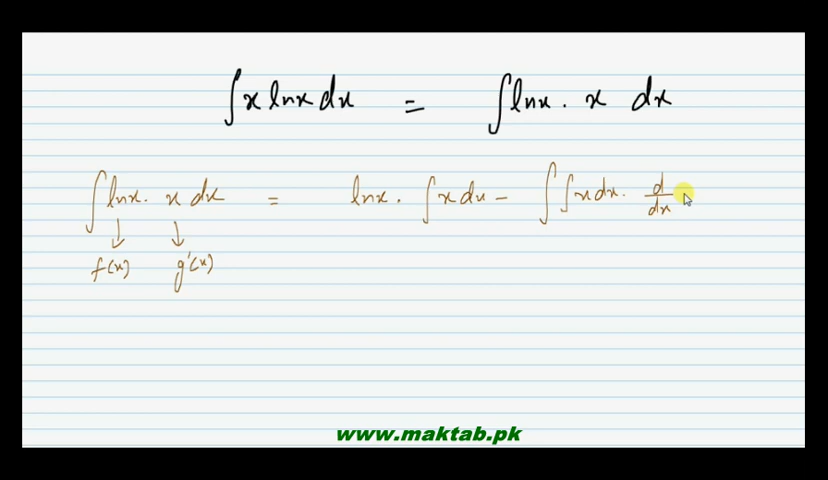 ∫x lnx dx = ∫lnx · x dx
∫lnx · x dx = lnx · ∫x dx − ∫∫x dx · d/dx
f(x) g'(x)
www.maktab.pk